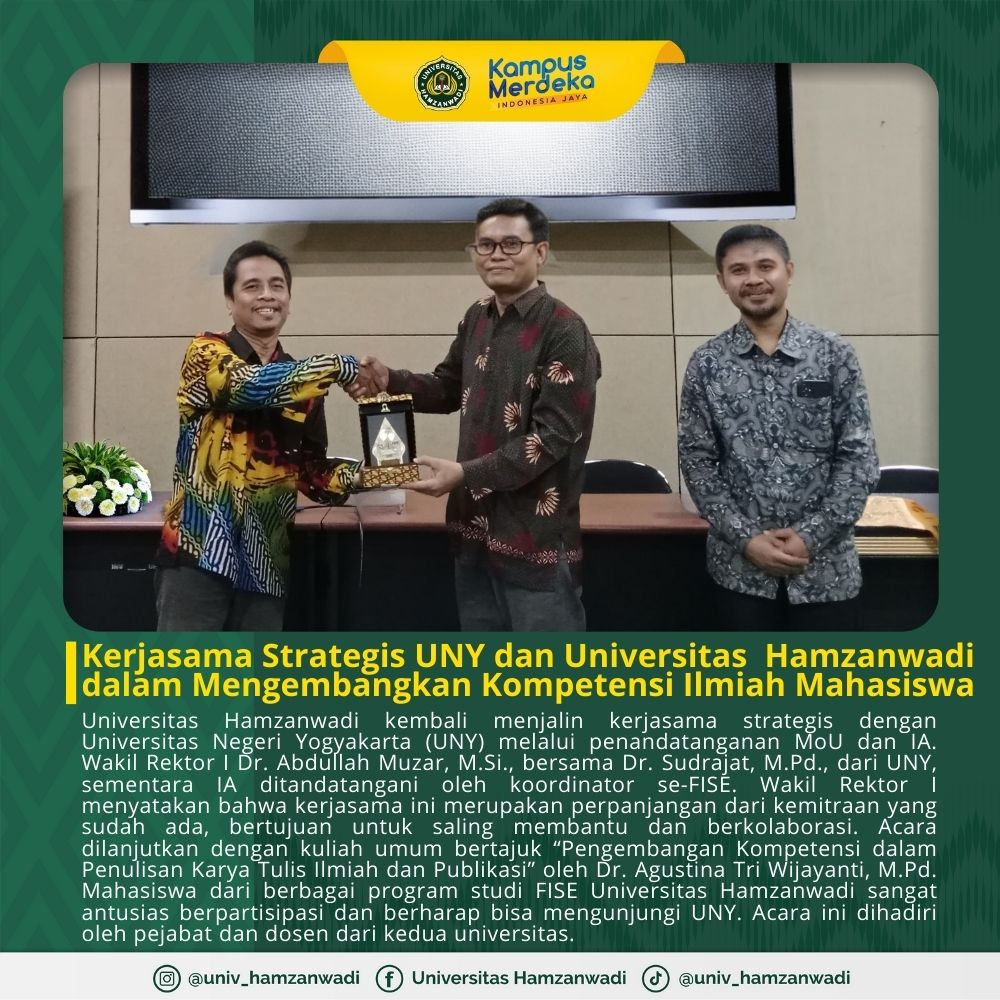 UNIVERSITAS
HAMZANWADI
Kampus
Merdeka
INDONESIA JAYA
Kerjasama Strategis UNY dan Universitas Hamzanwadi
dalam Mengembangkan Kompetensi Ilmiah Mahasiswa
Universitas Hamzanwadi kembali menjalin kerjasama strategis dengan
Universitas Negeri Yogyakarta (UNY) melalui penandatanganan MoU dan IA.
Wakil Rektor I Dr. Abdullah Muzar, M.Si., bersama Dr. Sudrajat, M.Pd., dari UNY,
sementara IA ditandatangani oleh koordinator se-FISE. Wakil Rektor I
menyatakan bahwa kerjasama ini merupakan perpanjangan dari kemitraan yang
sudah ada, bertujuan untuk saling membantu dan berkolaborasi. Acara
dilanjutkan dengan kuliah umum bertajuk “Pengembangan Kompetensi dalam
Penulisan Karya Tulis Ilmiah dan Publikasi” oleh Dr. Agustina Tri Wijayanti, M.Pd.
Mahasiswa dari berbagai program studi FISE Universitas Hamzanwadi sangat
antusias berpartisipasi dan berharap bisa mengunjungi UNY. Acara ini dihadiri
oleh pejabat dan dosen dari kedua universitas.
@univ_hamzanwadi Universitas Hamzanwadi @univ_hamzanwadi